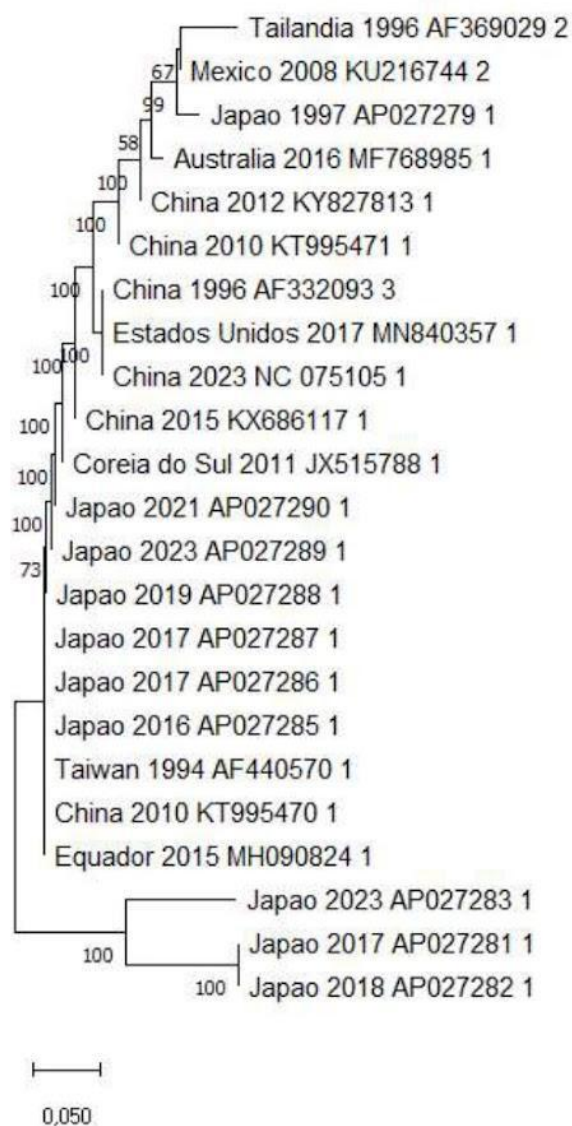 Tailandia 1996 AF369029 2
67
Mexico 2008 KU216744 2
99
Japao 1997 AP027279 1
58
Australia 2016 MF768985 1
100
China 2012 KY827813 1
100
China 2010 KT995471 1
100
China 1996 AF332093 3
Estados Unidos 2017 MN840357 1
100
100
China 2023 NC 075105 1
100
China 2015 KX686117 1
100
Coreia do Sul 2011 JX515788 1
100
Japao 2021 AP027290 1
73
Japao 2023 AP027289 1
Japao 2019 AP027288 1
Japao 2017 AP027287 1
Japao 2017 AP027286 1
Japao 2016 AP027285 1
Taiwan 1994 AF440570 1
China 2010 KT995470 1
Equador 2015 MH090824 1
Japao 2023 AP027283 1
100
Japao 2017 AP027281 1
100
Japao 2018 AP027282 1
0,050